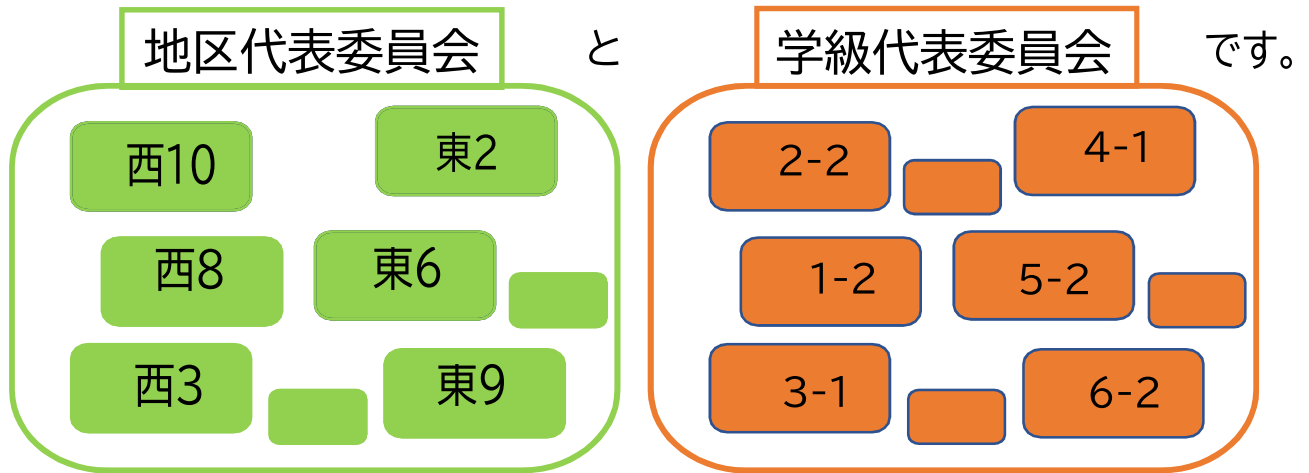 地区代表委員会 と 学級代表委員会 です。
西10 東2
西8 東6
西3 東9
2-2 4-1
1-2 5-2
3-1 6-2